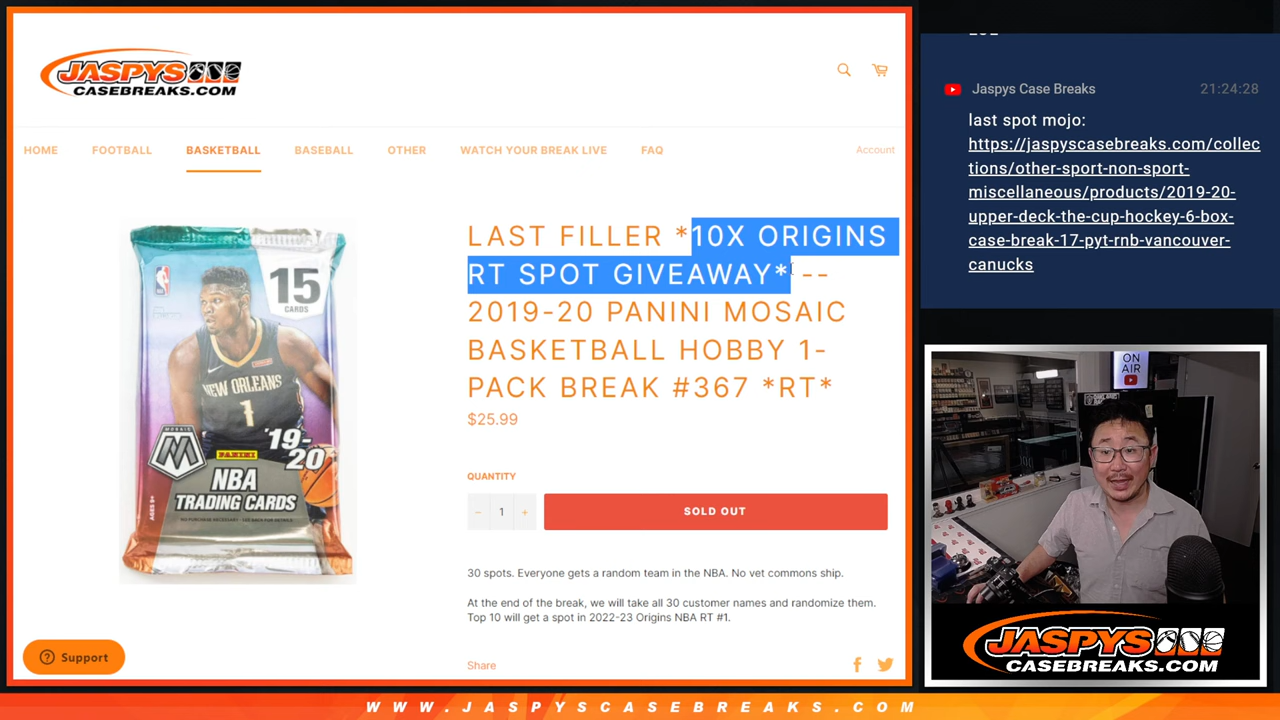 JASPYS
CASEBREAKS.COM
HOME FOOTBALL BASKETBALL BASEBALL OTHER WATCH YOUR BREAK LIVE FAQ Account
15
CARDS
NBA
NEW ORLEANS
1
MOSAIC
PANINI
'19-
20
NBA
TRADING CARDS
AGES 9+
LAST FILLER *10X ORIGINS
RT SPOT GIVEAWAY* --
2019-20 PANINI MOSAIC
BASKETBALL HOBBY 1-
PACK BREAK #367 *RT*
$25.99
QUANTITY
− 1 +
SOLD OUT
30 spots. Everyone gets a random team in the NBA. No vet commons ship.
At the end of the break, we will take all 30 customer names and randomize them.
Top 10 will get a spot in 2022-23 Origins NBA RT #1.
Share
Support
Jaspys Case Breaks 21:24:28
last spot mojo:
https://jaspyscasebreaks.com/collec
tions/other-sport-non-sport-
miscellaneous/products/2019-20-
upper-deck-the-cup-hockey-6-box-
case-break-17-pyt-rnb-vancouver-
canucks
ON
AIR
JASPYS
CASEBREAKS.COM
WWW.JASPYSCASEBREAKS.COM